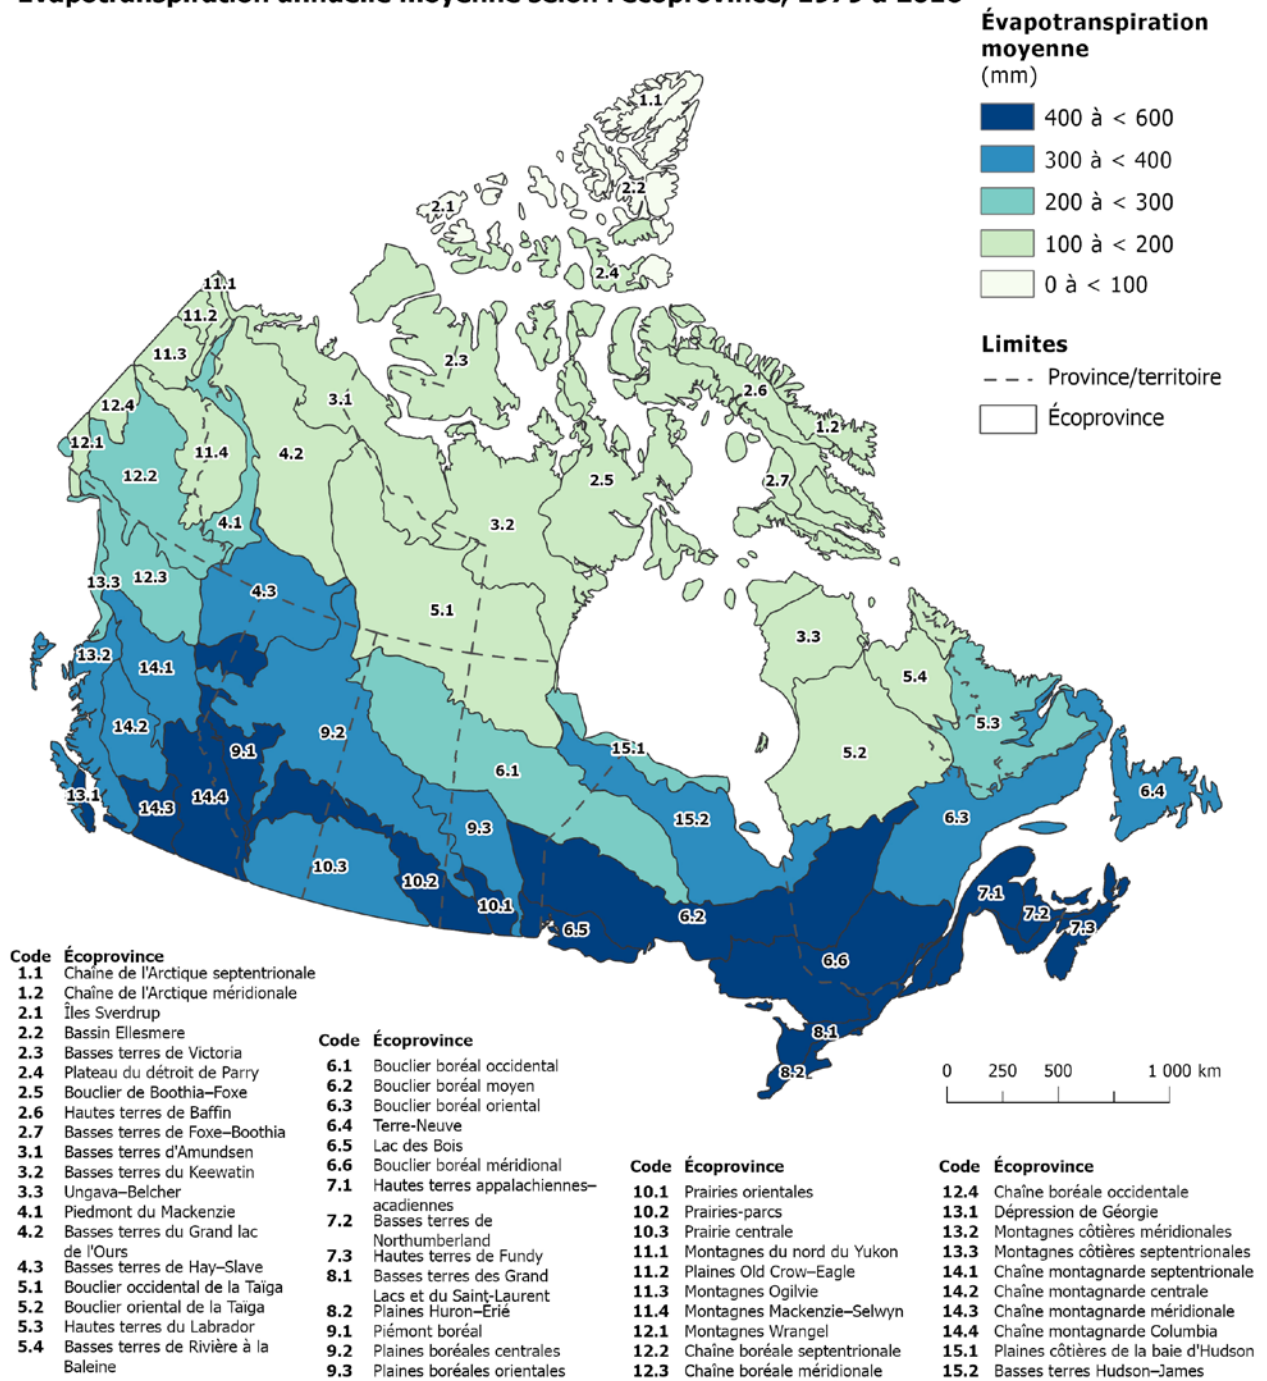 Évapotranspiration annuelle moyenne selon l'écoprovince, 1979 à 2016
Évapotranspiration
moyenne
(mm)
400 à < 600
300 à < 400
200 à < 300
100 à < 200
0 à < 100
Limites
Province/territoire
Écoprovince
1.1
2.2
2.1
2.4
11.1
11.2
11.3
2.3
2.6
3.1
12.4
1.2
12.1
11.4
4.2
12.2
2.5
2.7
4.1
3.2
13.3
12.3
4.3
5.1
3.3
13.2
14.1
5.4
14.2
9.2
5.3
9.1
15.1
5.2
6.1
13.1
14.3
14.4
6.4
9.3
15.2
6.3
10.3
10.2
7.1
10.1
6.2
7.2
6.5
7.3
6.6
8.1
8.2
0 250 500 1 000 km
Code Écoprovince
1.1 Chaîne de l'Arctique septentrionale
1.2 Chaîne de l'Arctique méridionale
2.1 Îles Sverdrup
2.2 Bassin Ellesmere
2.3 Basses terres de Victoria
2.4 Plateau du détroit de Parry
2.5 Bouclier de Boothia–Foxe
2.6 Hautes terres de Baffin
2.7 Basses terres de Foxe–Boothia
3.1 Basses terres d'Amundsen
3.2 Basses terres du Keewatin
3.3 Ungava–Belcher
4.1 Piedmont du Mackenzie
4.2 Basses terres du Grand lac
de l'Ours
4.3 Basses terres de Hay–Slave
5.1 Bouclier occidental de la Taïga
5.2 Bouclier oriental de la Taïga
5.3 Hautes terres du Labrador
5.4 Basses terres de Rivière à la
Baleine
Code Écoprovince
6.1 Bouclier boréal occidental
6.2 Bouclier boréal moyen
6.3 Bouclier boréal oriental
6.4 Terre-Neuve
6.5 Lac des Bois
6.6 Bouclier boréal méridional
7.1 Hautes terres appalachiennes–
acadiennes
7.2 Basses terres de
Northumberland
7.3 Hautes terres de Fundy
8.1 Basses terres des Grand
Lacs et du Saint-Laurent
8.2 Plaines Huron–Érié
9.1 Piémont boréal
9.2 Plaines boréales centrales
9.3 Plaines boréales orientales
Code Écoprovince
10.1 Prairies orientales
10.2 Prairies-parcs
10.3 Prairie centrale
11.1 Montagnes du nord du Yukon
11.2 Plaines Old Crow–Eagle
11.3 Montagnes Ogilvie
11.4 Montagnes Mackenzie–Selwyn
12.1 Montagnes Wrangel
12.2 Chaîne boréale septentrionale
12.3 Chaîne boréale méridionale
Code Écoprovince
12.4 Chaîne boréale occidentale
13.1 Dépression de Géorgie
13.2 Montagnes côtières méridionales
13.3 Montagnes côtières septentrionales
14.1 Chaîne montagnarde septentrionale
14.2 Chaîne montagnarde centrale
14.3 Chaîne montagnarde méridionale
14.4 Chaîne montagnarde Columbia
15.1 Plaines côtières de la baie d'Hudson
15.2 Basses terres Hudson–James